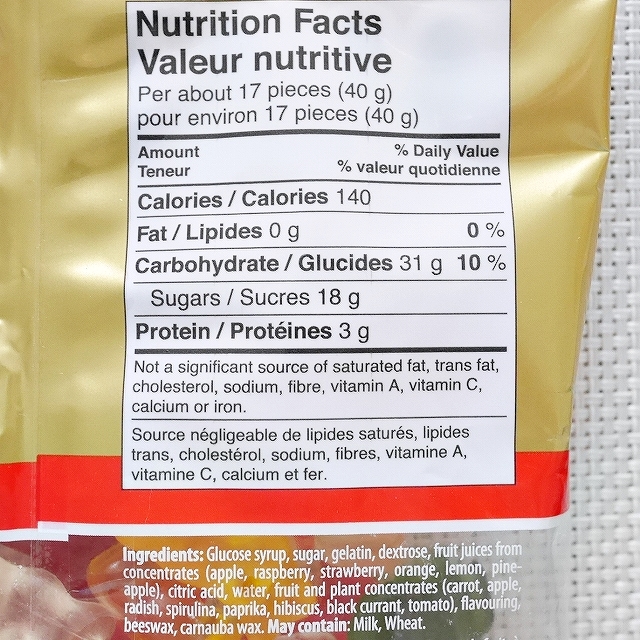 Nutrition Facts
Valeur nutritive
Per about 17 pieces (40 g)
pour environ 17 pieces (40 g)
Amount % Daily Value
Teneur % valeur quotidienne
Calories / Calories 140
Fat / Lipides 0 g 0 %
Carbohydrate / Glucides 31 g 10 %
Sugars / Sucres 18 g
Protein / Protéines 3 g
Not a significant source of saturated fat, trans fat,
cholesterol, sodium, fibre, vitamin A, vitamin C,
calcium or iron.
Source négligeable de lipides saturés, lipides
trans, cholestérol, sodium, fibres, vitamine A,
vitamine C, calcium et fer.
Ingredients: Glucose syrup, sugar, gelatin, dextrose, fruit juices from
concentrates (apple, raspberry, strawberry, orange, lemon, pine-
apple), citric acid, water, fruit and plant concentrates (carrot, apple,
radish, spirulina, paprika, hibiscus, black currant, tomato), flavouring,
beeswax, carnauba wax. May contain: Milk, Wheat.